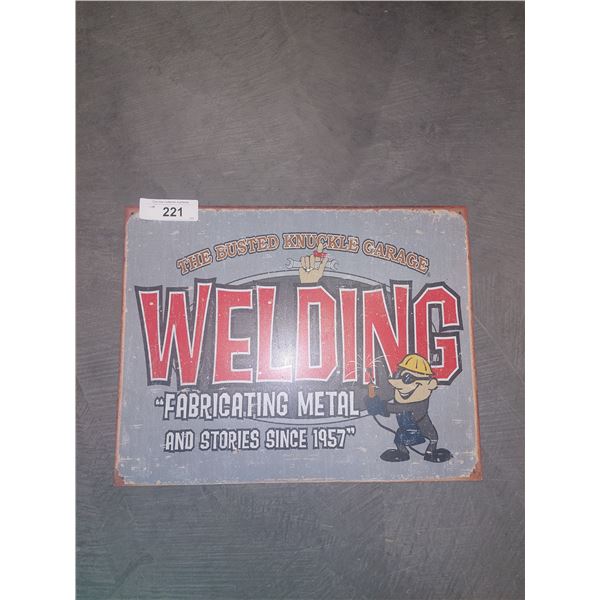 221
THE BUSTED KNUCKLE GARAGE
WELDING
"FABRICATING METAL
AND STORIES SINCE 1957"